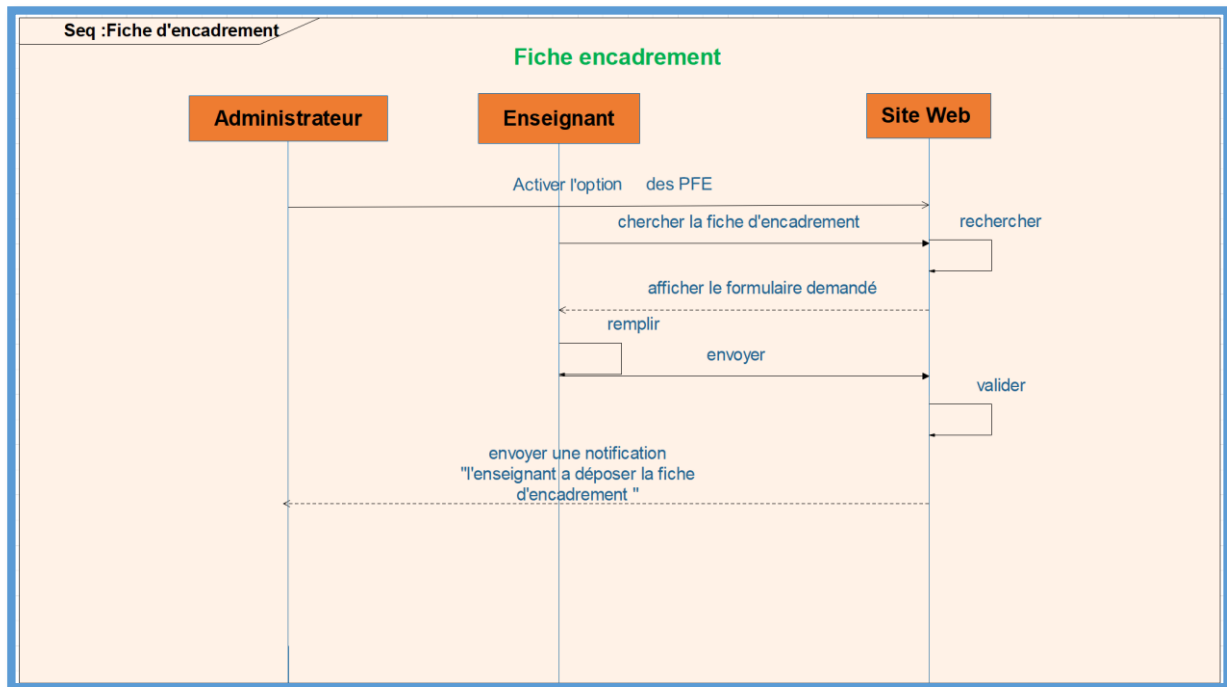 Seq :Fiche d'encadrement
Fiche encadrement
Administrateur
Enseignant
Site Web
Activer l'option des PFE
chercher la fiche d'encadrement
rechercher
afficher le formulaire demandé
remplir
envoyer
valider
envoyer une notification
"l'enseignant a déposer la fiche
d'encadrement "